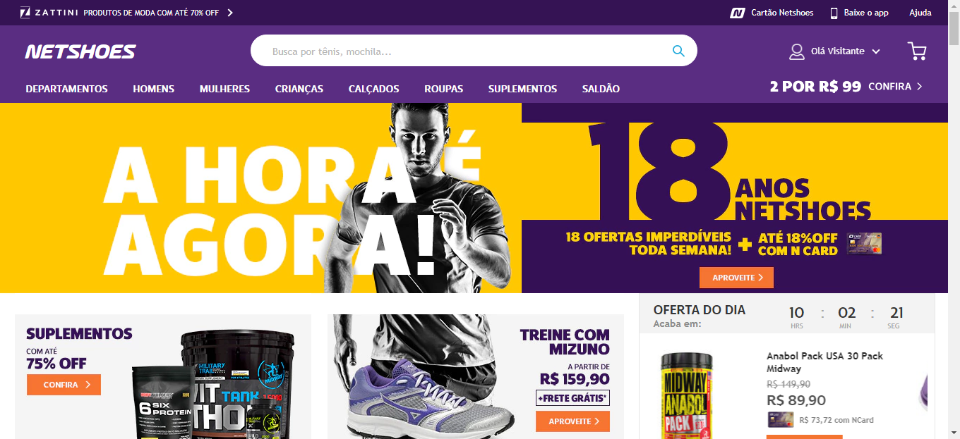 ZATTINI PRODUTOS DE MODA COM ATÉ 70% OFF
Cartão Netshoes
Baixe o app
Ajuda
NETSHOES
Busca por tênis, mochila...
Olá Visitante
DEPARTAMENTOS HOMENS MULHERES CRIANÇAS CALÇADOS ROUPAS SUPLEMENTOS SALDÃO
2 POR R$ 99 CONFIRA
A HORA É
AGORA!
18 ANOS
NETSHOES
18 OFERTAS IMPERDÍVEIS
TODA SEMANA!
+
ATÉ 18%OFF
COM N CARD
APROVEITE
SUPLEMENTOS
COM ATÉ
75% OFF
CONFIRA
MILITARY
TRAIL
6 SIX
PROTEIN
VIT
THO
TANK
TREINE COM
MIZUNO
A PARTIR DE
R$ 159,90
+FRETE GRÁTIS*
APROVEITE
OFERTA DO DIA
Acaba em:
10 : 02 : 21
HRS MIN SEG
MIDWAY
ANABOL
PACK
Anabol Pack USA 30 Pack
Midway
R$ 149,90
R$ 89,90
R$ 73,72 com NCard